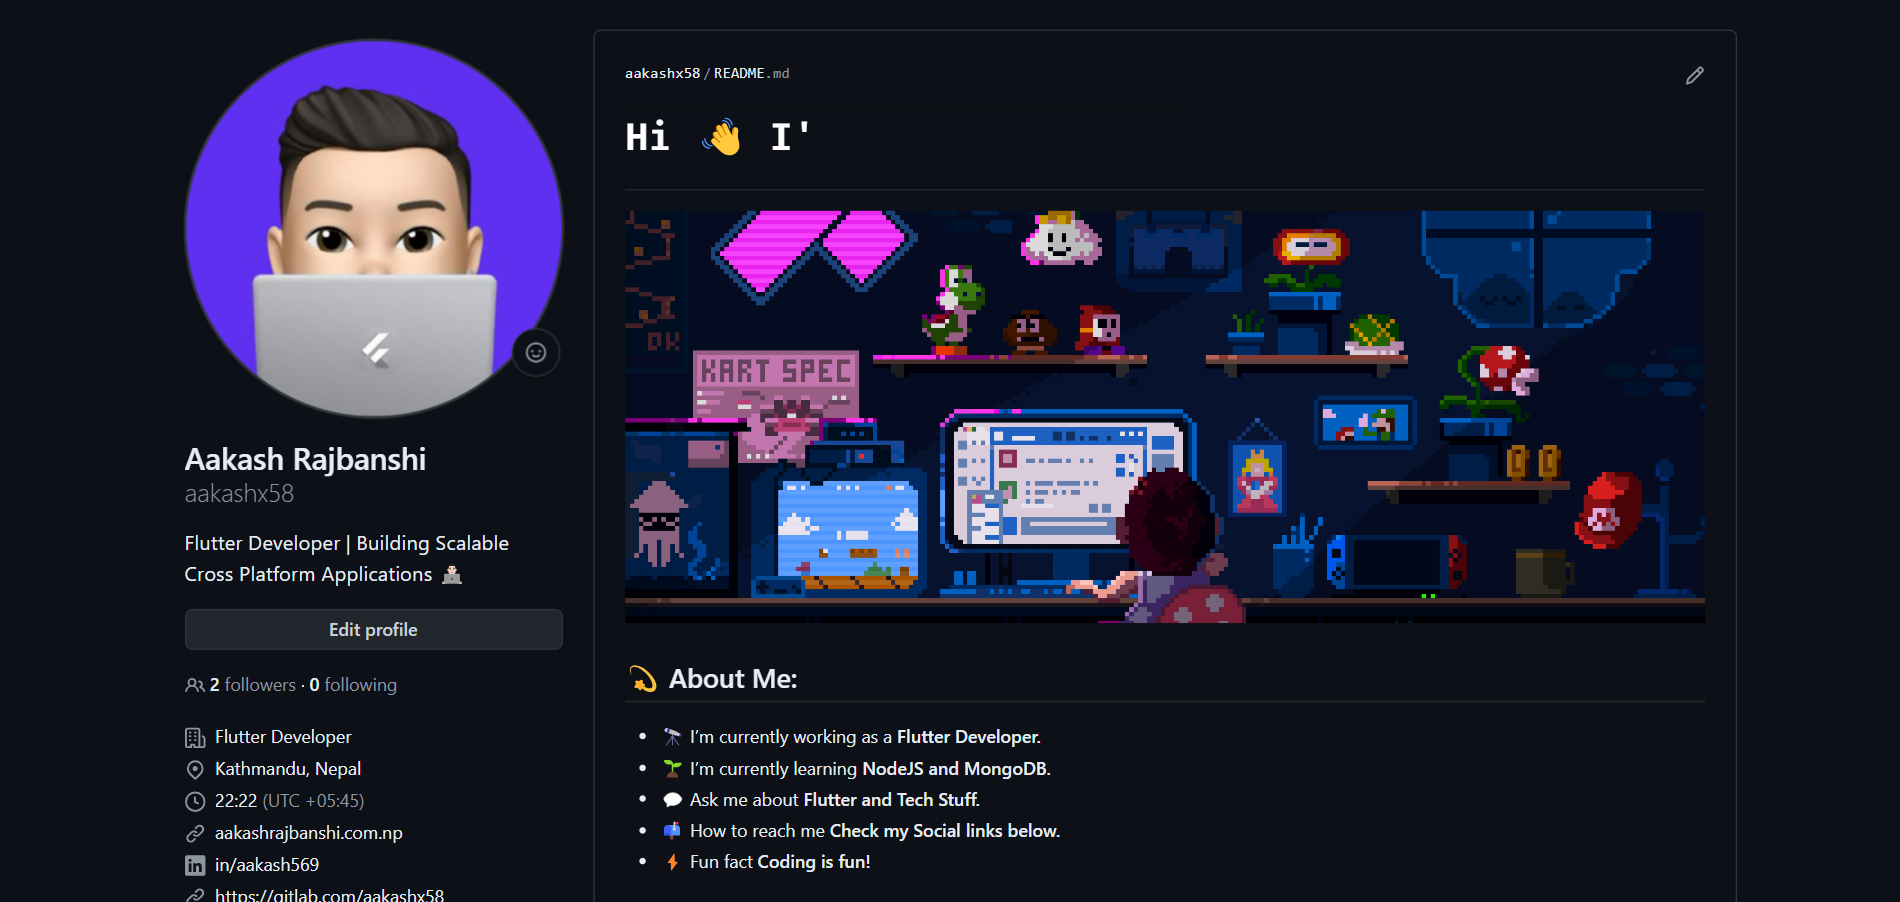 aakashx58/README.md
Hi 👋 I'
KART SPEC
DK
Aakash Rajbanshi
aakashx58
Flutter Developer | Building Scalable
Cross Platform Applications 👨🏻‍💻
Edit profile
2 followers · 0 following
Flutter Developer
Kathmandu, Nepal
22:22 (UTC +05:45)
aakashrajbanshi.com.np
in/aakash569
https://gitlab.com/aakashx58
💫 About Me:
• 🔭 I’m currently working as a Flutter Developer.
• 🌱 I’m currently learning NodeJS and MongoDB.
• 💬 Ask me about Flutter and Tech Stuff.
• 📫 How to reach me Check my Social links below.
• ⚡ Fun fact Coding is fun!